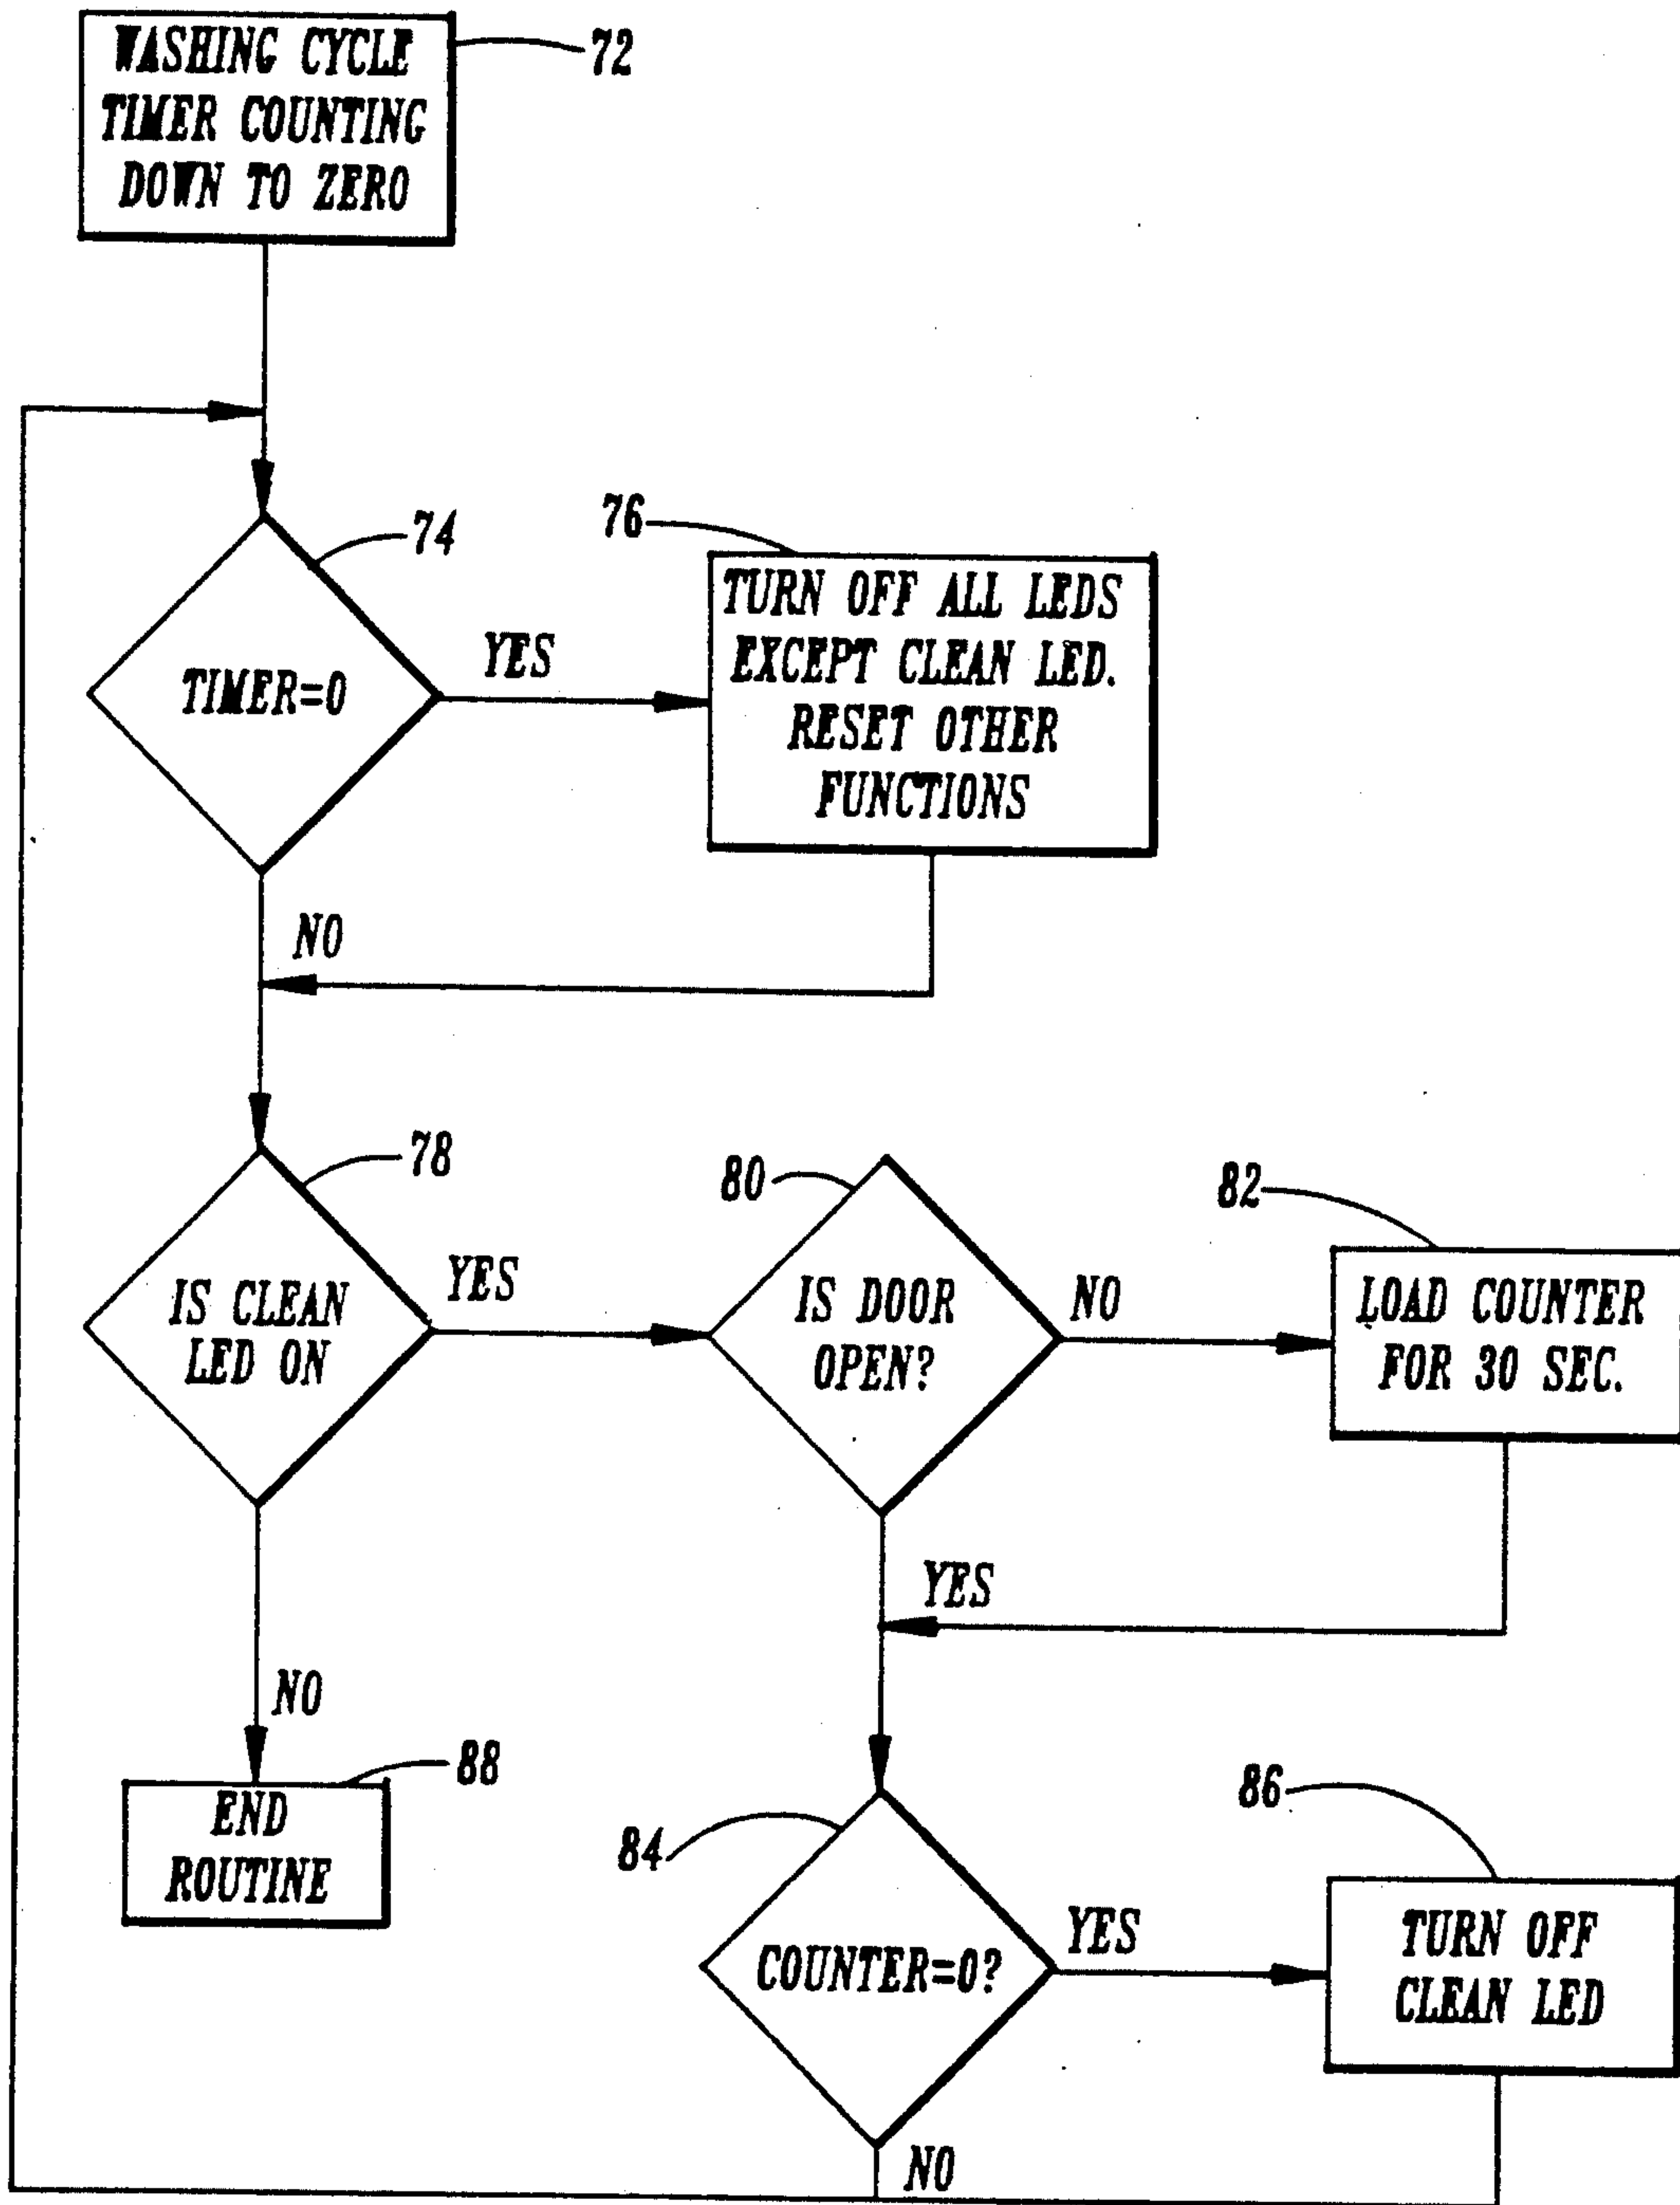 WASHING CYCLE
TIMER COUNTING
DOWN TO ZERO
72
74
TIMER=0
YES
NO
76
TURN OFF ALL LEDS
EXCEPT CLEAN LED.
RESET OTHER
FUNCTIONS
78
IS CLEAN
LED ON
YES
NO
80
IS DOOR
OPEN?
NO
YES
82
LOAD COUNTER
FOR 30 SEC.
88
END
ROUTINE
84
COUNTER=0?
YES
NO
86
TURN OFF
CLEAN LED